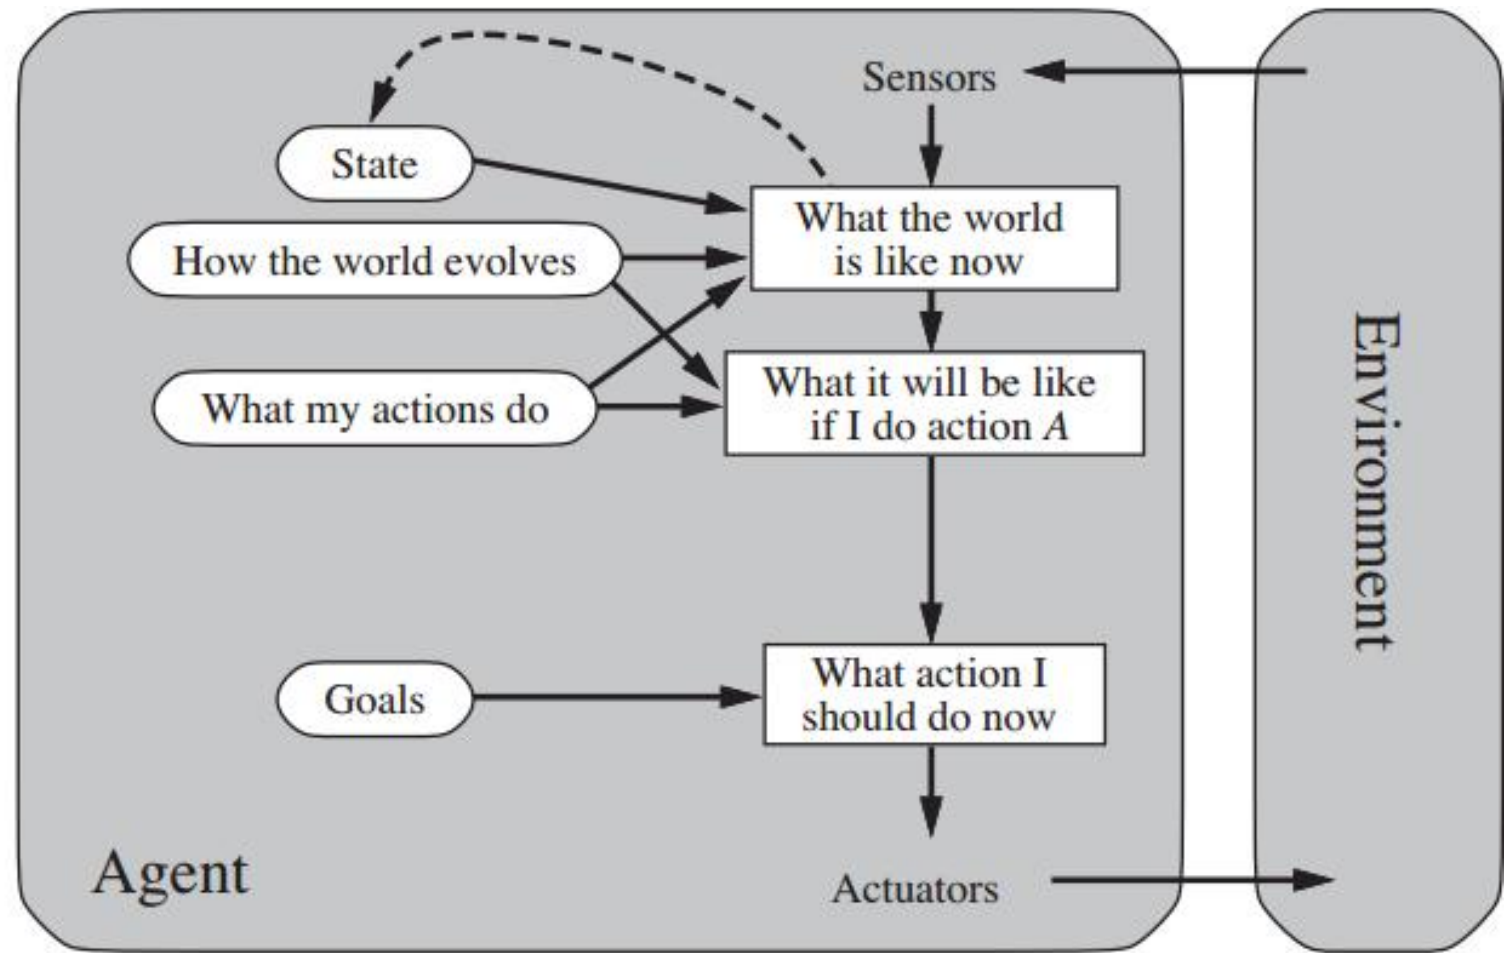 Sensors
State
What the world
is like now
How the world evolves
What it will be like
if I do action A
What my actions do
Environment
What action I
should do now
Goals
Agent
Actuators